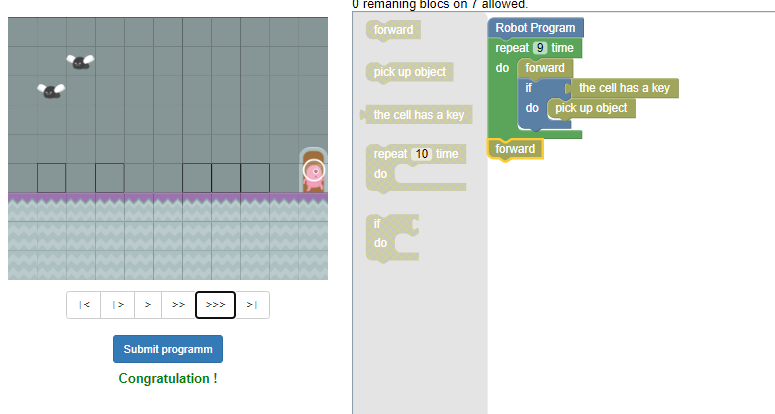 0 remaning blocs on 7 allowed.
forward
pick up object
the cell has a key
repeat 10 time
do
if
do
Robot Program
repeat 9 time
do forward
if the cell has a key
do pick up object
forward
|< |> > >> >>> >|
Submit programm
Congratulation !